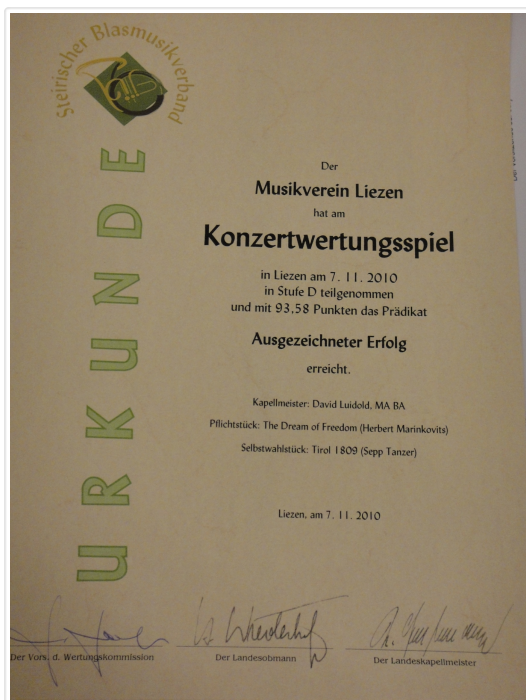 Steirischer Blasmusikverband
URKUNDE
Der
Musikverein Liezen
hat am
Konzertwertungsspiel
in Liezen am 7. 11. 2010
in Stufe D teilgenommen
und mit 93,58 Punkten das Prädikat
Ausgezeichneter Erfolg
erreicht.
Kapellmeister: David Luidold, MA BA
Pflichtstück: The Dream of Freedom (Herbert Marinkovits)
Selbstwahlstück: Tirol 1809 (Sepp Tanzer)
Liezen, am 7. 11. 2010
Der Vors. d. Wertungskommission
Der Landesobmann
Der Landeskapellmeister